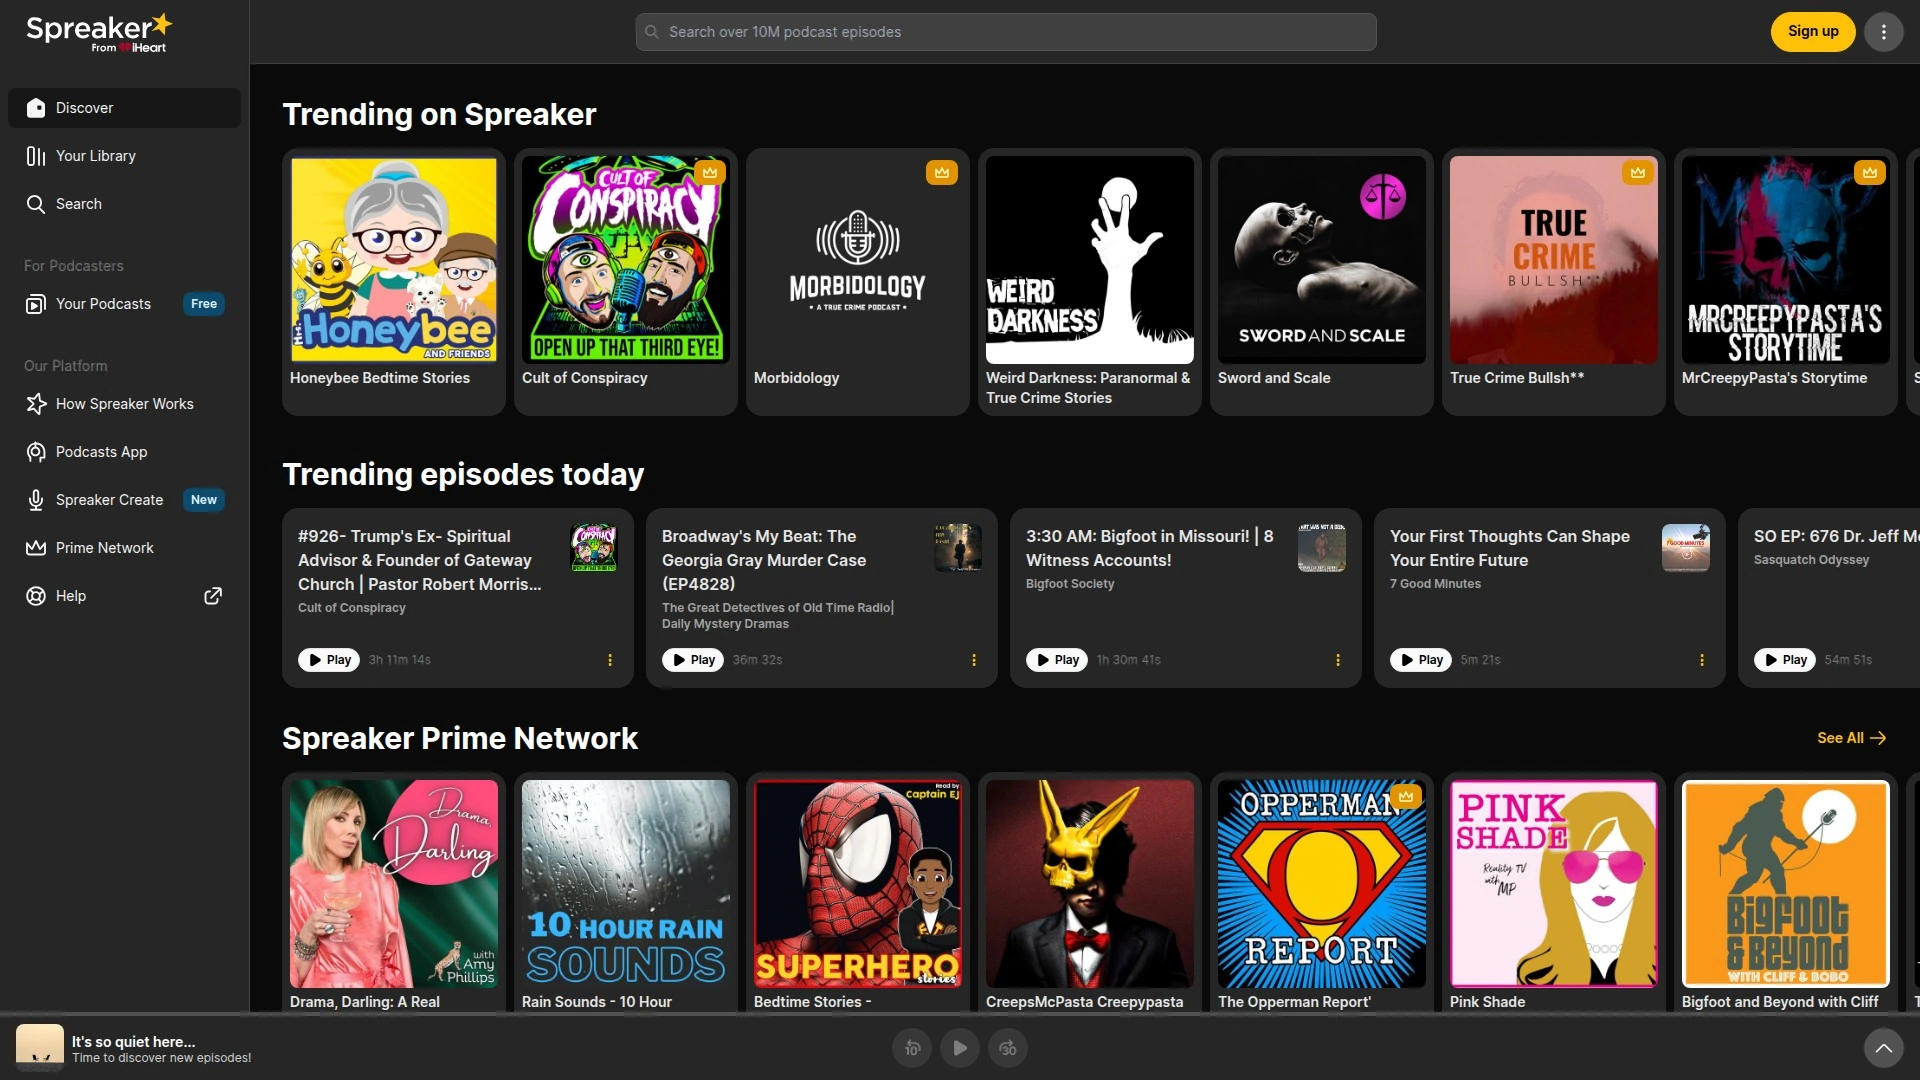 Spreaker
From iHeart
Search over 10M podcast episodes
Sign up
Discover
Your Library
Search
For Podcasters
Your Podcasts
Free
Our Platform
How Spreaker Works
Podcasts App
Spreaker Create
New
Prime Network
Help
Trending on Spreaker
Mrs. Honeybee
AND FRIENDS
Honeybee Bedtime Stories
CULT OF
CONSPIRACY
OPEN UP THAT THIRD EYE!
Cult of Conspiracy
MORBIDOLOGY
• A TRUE CRIME PODCAST •
Morbidology
WEIRD
DARKNESS
Weird Darkness: Paranormal &
True Crime Stories
SWORD AND SCALE
Sword and Scale
TRUE
CRIME
BULLSH**
True Crime Bullsh**
MRCREEPYPASTA'S
STORYTIME
MrCreepyPasta's Storytime
Trending episodes today
#926- Trump's Ex- Spiritual
Advisor & Founder of Gateway
Church | Pastor Robert Morris...
Cult of Conspiracy
Play
3h 11m 14s
Broadway's My Beat: The
Georgia Gray Murder Case
(EP4828)
The Great Detectives of Old Time Radio|
Daily Mystery Dramas
Play
36m 32s
3:30 AM: Bigfoot in Missouri! | 8
Witness Accounts!
Bigfoot Society
Play
1h 30m 41s
Your First Thoughts Can Shape
Your Entire Future
7 Good Minutes
Play
5m 21s
SO EP: 676 Dr. Jeff M
Sasquatch Odyssey
Play
54m 51s
Spreaker Prime Network
See All
Drama,
Darling
with
Amy
Phillips
Drama, Darling: A Real
10 HOUR RAIN
SOUNDS
Rain Sounds - 10 Hour
Read by
Captain EJ
SUPERHERO
stories
Bedtime Stories -
CreepsMcPasta Creepypasta
OPPERMAN
REPORT
The Opperman Report'
PINK
SHADE
Reality TV
with MP
Pink Shade
BIGFOOT
& BEYOND
WITH CLIFF & BOBO
Bigfoot and Beyond with Cliff
It's so quiet here...
Time to discover new episodes!
10
30